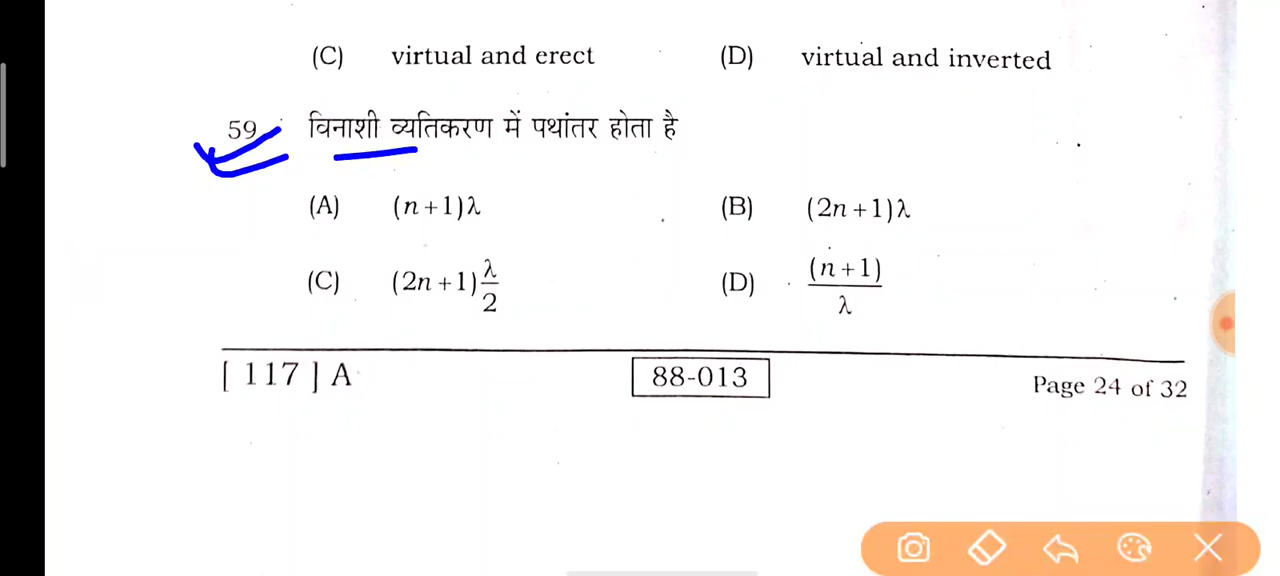 (C) virtual and erect (D) virtual and inverted
59. विनाशी व्यतिकरण में पथांतर होता है
(A) (n+1)λ (B) (2n+1)λ
(C) (2n+1)λ/2 (D) (n+1)/λ
[ 117 ] A 88-013 Page 24 of 32